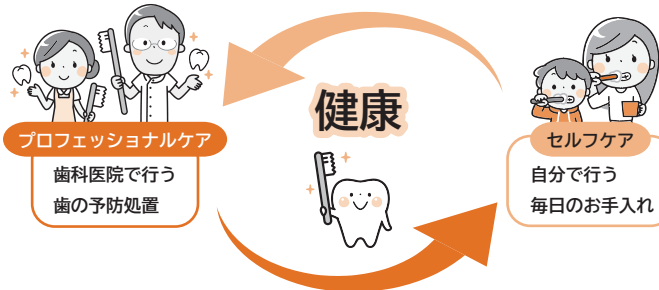 健康
プロフェッショナルケア
歯科医院で行う
歯の予防処置
セルフケア
自分で行う
毎日のお手入れ